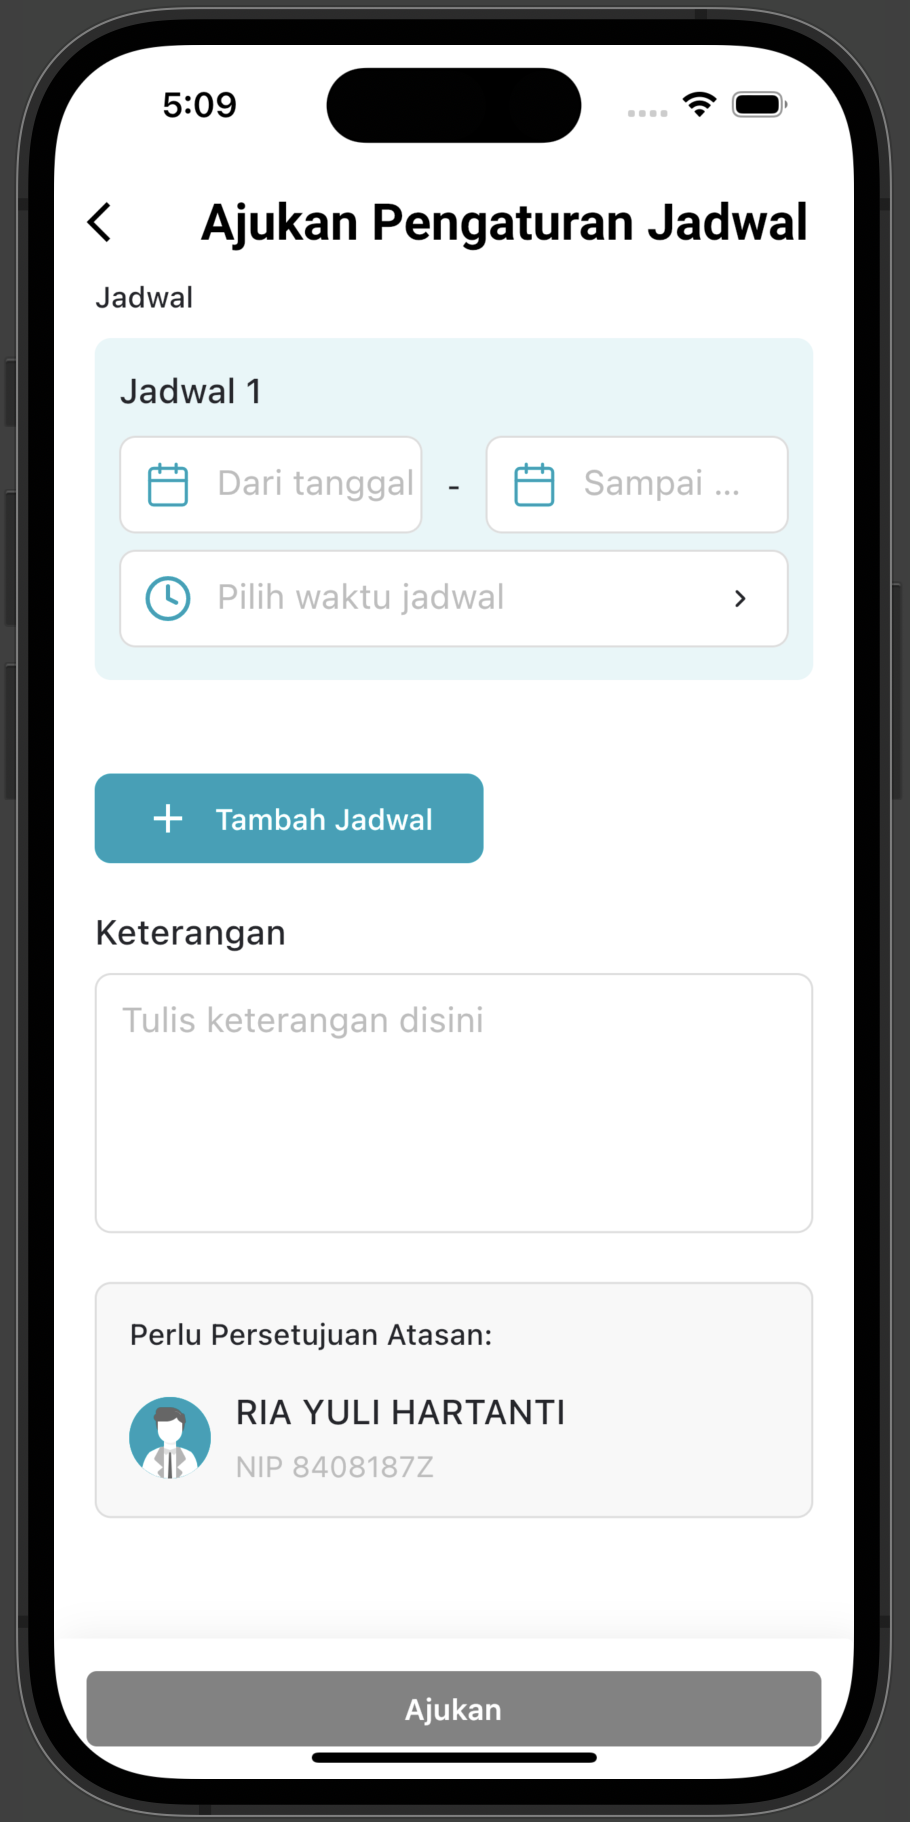 5:09
Ajukan Pengaturan Jadwal
Jadwal
Jadwal 1
Dari tanggal - Sampai ...
Pilih waktu jadwal
+ Tambah Jadwal
Keterangan
Tulis keterangan disini
Perlu Persetujuan Atasan:
RIA YULI HARTANTI
NIP 8408187Z
Ajukan